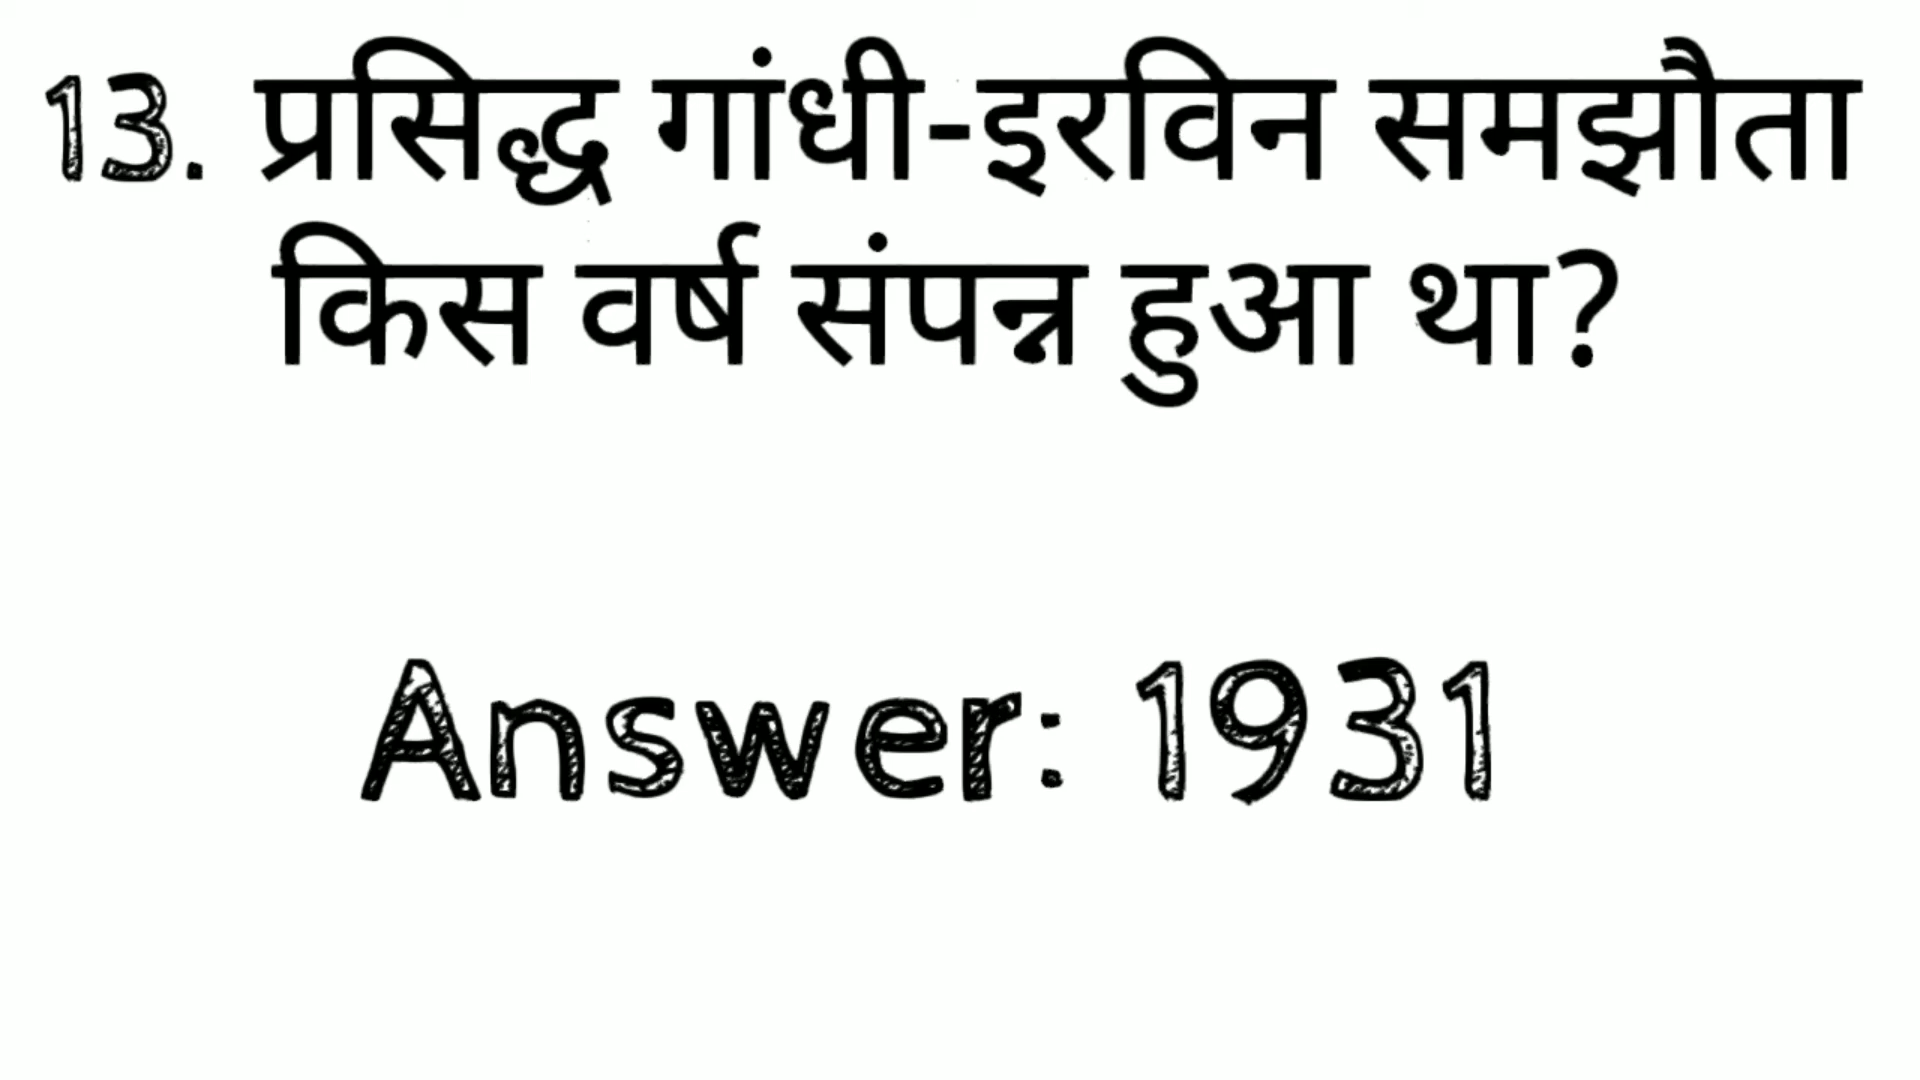 13. प्रसिद्ध गांधी-इरविन समझौता
किस वर्ष संपन्न हुआ था?
Answer: 1931